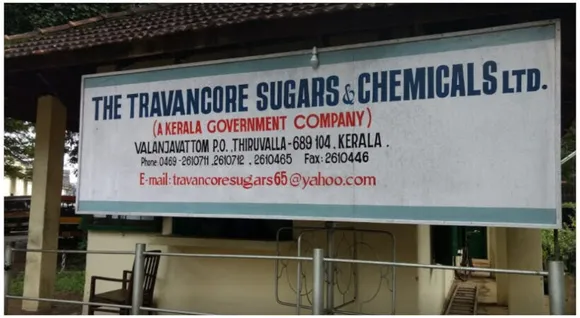 THE TRAVANCORE SUGARS & CHEMICALS LTD.
(A KERALA GOVERNMENT COMPANY)
VALANJAVATTOM P.O., THIRUVALLA-689 104, KERALA.
Phone: 0469-2610711, 2610712, 2610465 Fax: 2610446
E-mail: travancoresugars65@yahoo.com